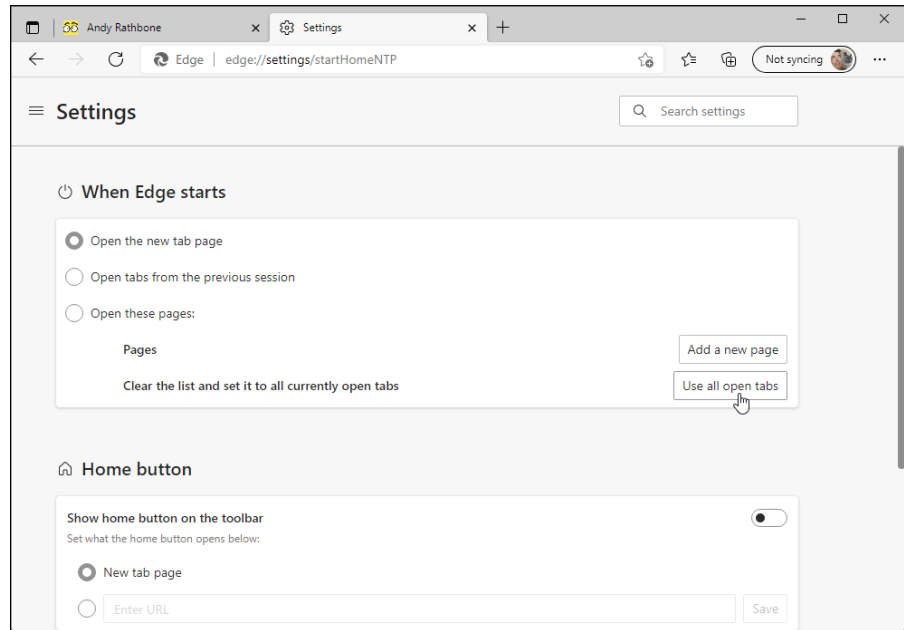 Andy Rathbone
Settings
Edge | edge://settings/startHomeNTP
Not syncing
Settings
Search settings
When Edge starts
Open the new tab page
Open tabs from the previous session
Open these pages:
Pages
Add a new page
Clear the list and set it to all currently open tabs
Use all open tabs
Home button
Show home button on the toolbar
Set what the home button opens below:
New tab page
Enter URL
Save